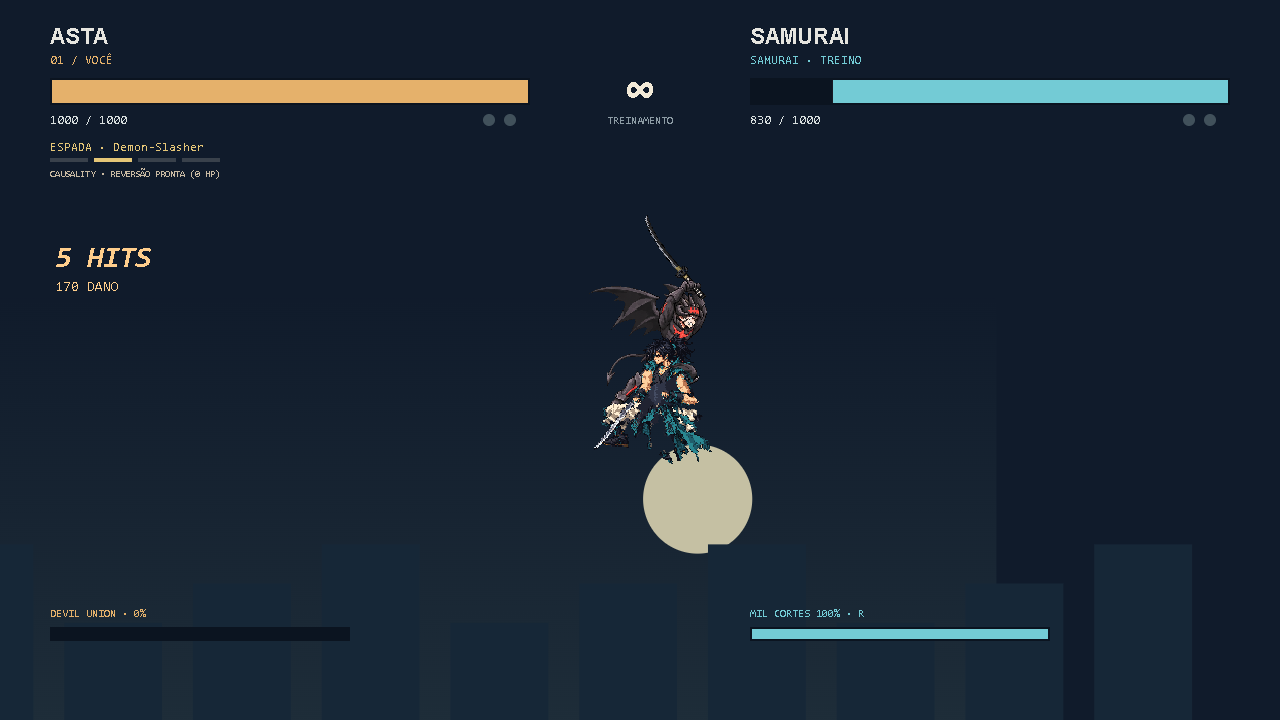 ASTA
01 / VOCÊ
1000 / 1000
ESPADA · Demon-Slasher
CAUSALITY · REVERSÃO PRONTA (0 HP)
5 HITS
170 DANO
∞
TREINAMENTO
SAMURAI
SAMURAI · TREINO
830 / 1000
DEVIL UNION · 0%
MIL CORTES 100% · R